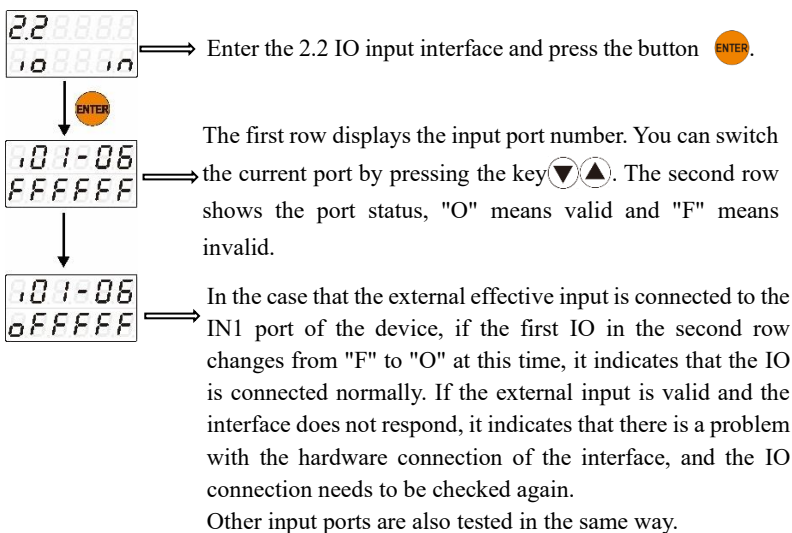 2.2
io in
Enter the 2.2 IO input interface and press the button ENTER.
ENTER
i01-06
FFFFFF
The first row displays the input port number. You can switch
the current port by pressing the key▼▲. The second row
shows the port status, "O" means valid and "F" means
invalid.
i01-06
oFFFFF
In the case that the external effective input is connected to the
IN1 port of the device, if the first IO in the second row
changes from "F" to "O" at this time, it indicates that the IO
is connected normally. If the external input is valid and the
interface does not respond, it indicates that there is a problem
with the hardware connection of the interface, and the IO
connection needs to be checked again.
Other input ports are also tested in the same way.